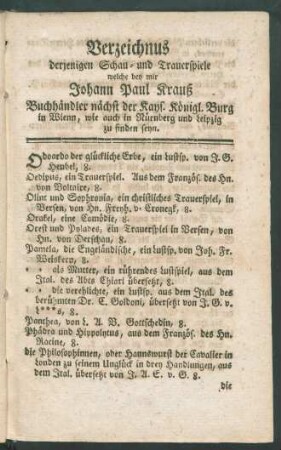 Verzeichnus
derjenigen Schau- und Trauerspiele
welche bey mir
Johann Paul Krauß
Buchhändler nächst der Kays. Königl. Burg
in Wienn, wie auch in Nürnberg und Leipzig
zu finden seyn.
Odoardo der glückliche Erbe, ein Lustsp. von J. G.
Heubel, 8.
Oedipus, ein Trauerspiel. Aus dem Französ. des Hn.
von Voltaire, 8.
Olint und Sophronia, ein christliches Trauerspiel, in
Versen, von Hn. Freyh. v. Cronegk, 8.
Orakel, eine Comödie, 8.
Orest und Pylades, ein Trauerspiel in Versen, von
Hn. von Derschau, 8.
Pamela, die Engeländische, ein Lustsp. von Joh. Fr.
Weiskern, 8.
= = als Mutter, ein rührendes Lustspiel, aus dem
Ital. des Abts Chiari übersetzt, 8.
= = die verehlichte, ein Lustsp. aus dem Ital. des
berühmten Dr. C. Goldoni, übersetzt von J. G. v.
L***s, 8.
Panthea, von L. A. V. Gottschedin, 8.
Phädra und Hippolytus, aus dem Französ. des Hn.
Racine, 8.
die Philosophinnen, oder Hannswurst der Cavalier in
Londen zu seinem Unglück in drey Handlungen, aus
dem Ital. übersetzt von J. A. E. v. G. 8.
die